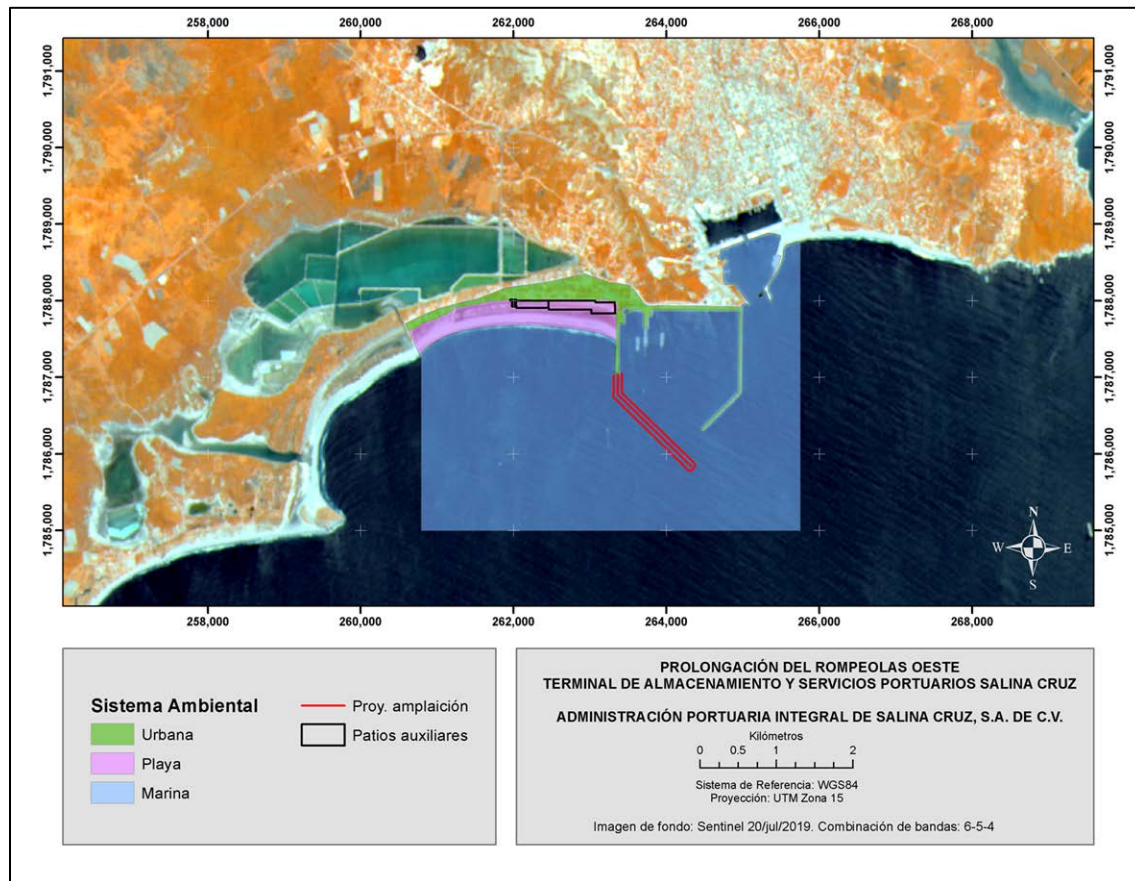 258,000 260,000 262,000 264,000 266,000 268,000
1,791,000 1,791,000
1,790,000 1,790,000
1,789,000 1,789,000
1,788,000 1,788,000
1,787,000 1,787,000
1,786,000 1,786,000
1,785,000 1,785,000
N
W E
S
258,000 260,000 262,000 264,000 266,000 268,000
Sistema Ambiental
Urbana
Playa
Marina
Proy. amplaición
Patios auxiliares
PROLONGACIÓN DEL ROMPEOLAS OESTE
TERMINAL DE ALMACENAMIENTO Y SERVICIOS PORTUARIOS SALINA CRUZ
ADMINISTRACIÓN PORTUARIA INTEGRAL DE SALINA CRUZ, S.A. DE C.V.
Kilómetros
0 0.5 1 2
Sistema de Referencia: WGS84
Proyección: UTM Zona 15
Imagen de fondo: Sentinel 20/jul/2019. Combinación de bandas: 6-5-4